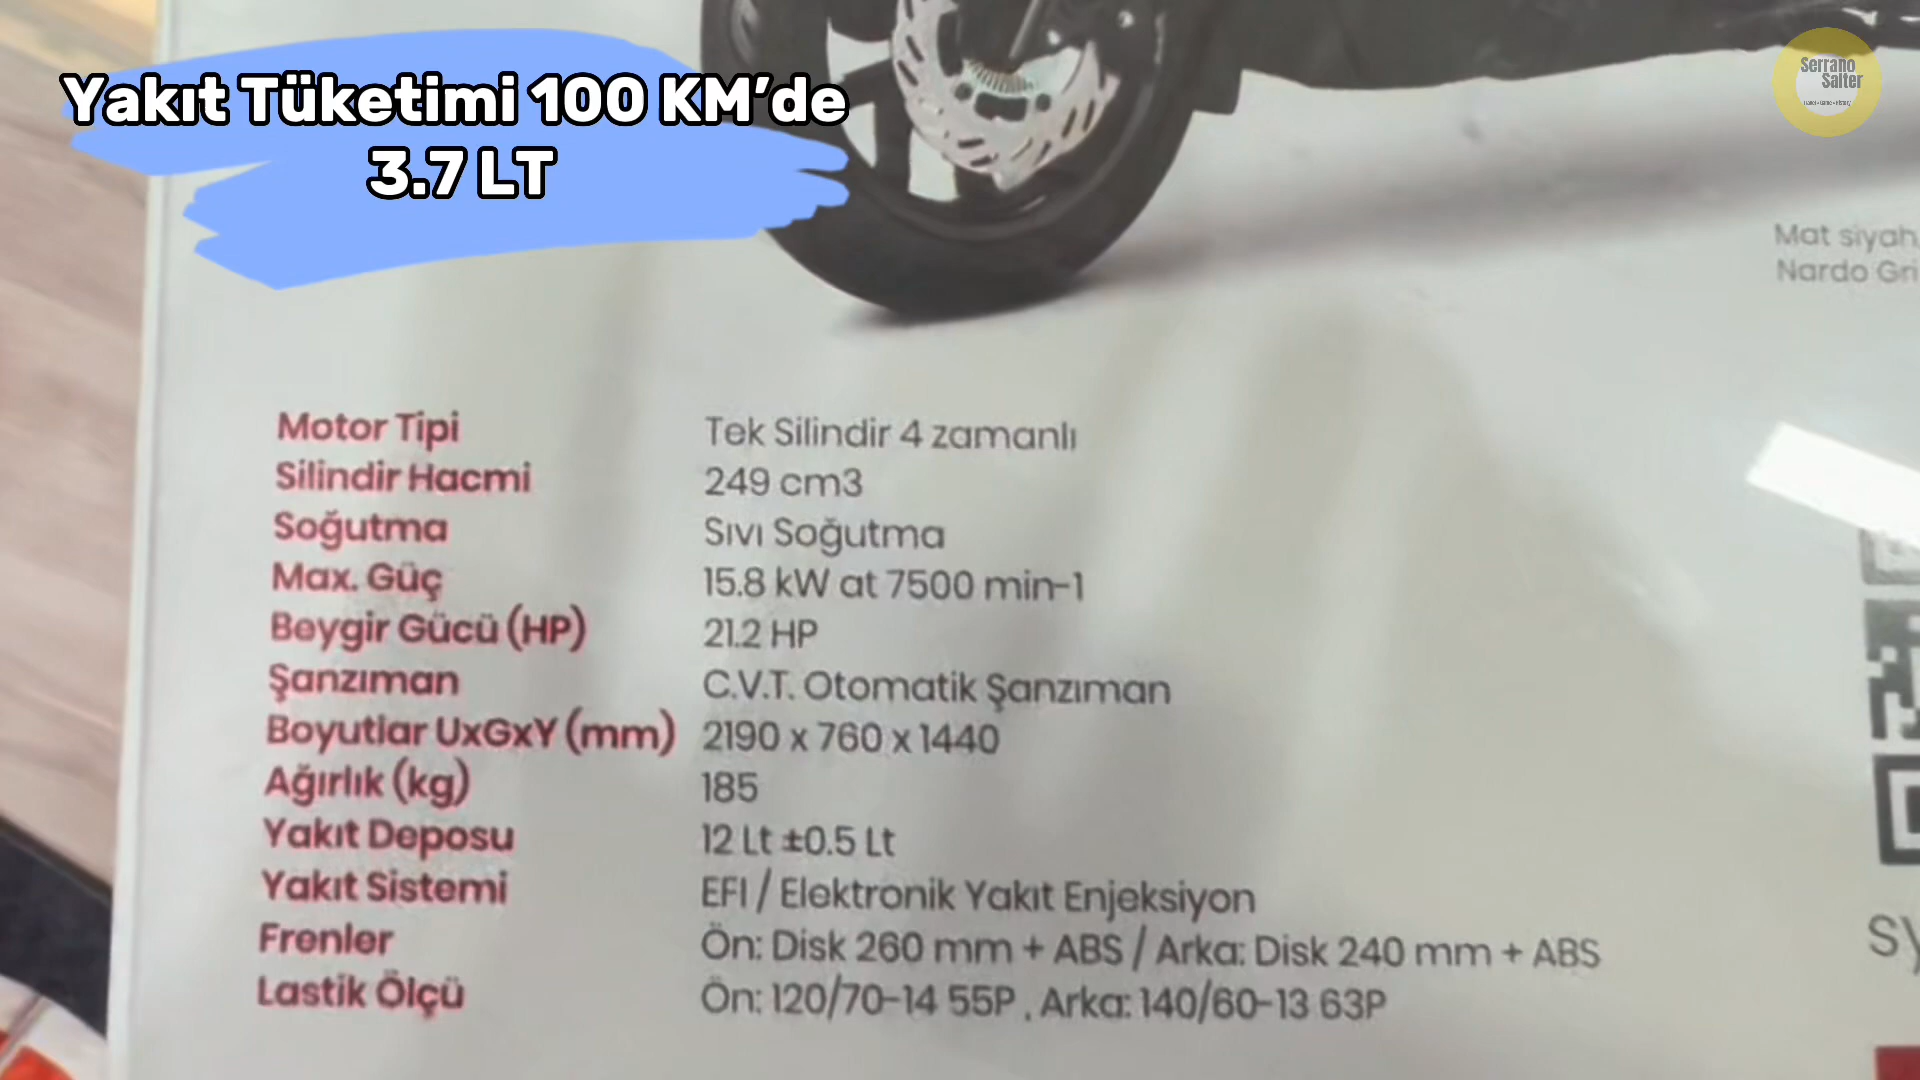 Yakıt Tüketimi 100 KM'de
3.7 LT
Serrano
Salter
Mat siyah,
Nardo Gri
Motor Tipi Tek Silindir 4 zamanlı
Silindir Hacmi 249 cm3
Soğutma Sıvı Soğutma
Max. Güç 15.8 kW at 7500 min-1
Beygir Gücü (HP) 21.2 HP
Şanzıman C.V.T. Otomatik Şanzıman
Boyutlar UxGxY (mm) 2190 x 760 x 1440
Ağırlık (kg) 185
Yakıt Deposu 12 Lt ±0.5 Lt
Yakıt Sistemi EFI / Elektronik Yakıt Enjeksiyon
Frenler Ön: Disk 260 mm + ABS / Arka: Disk 240 mm + ABS
Lastik Ölçü Ön: 120/70-14 55P , Arka: 140/60-13 63P
sy